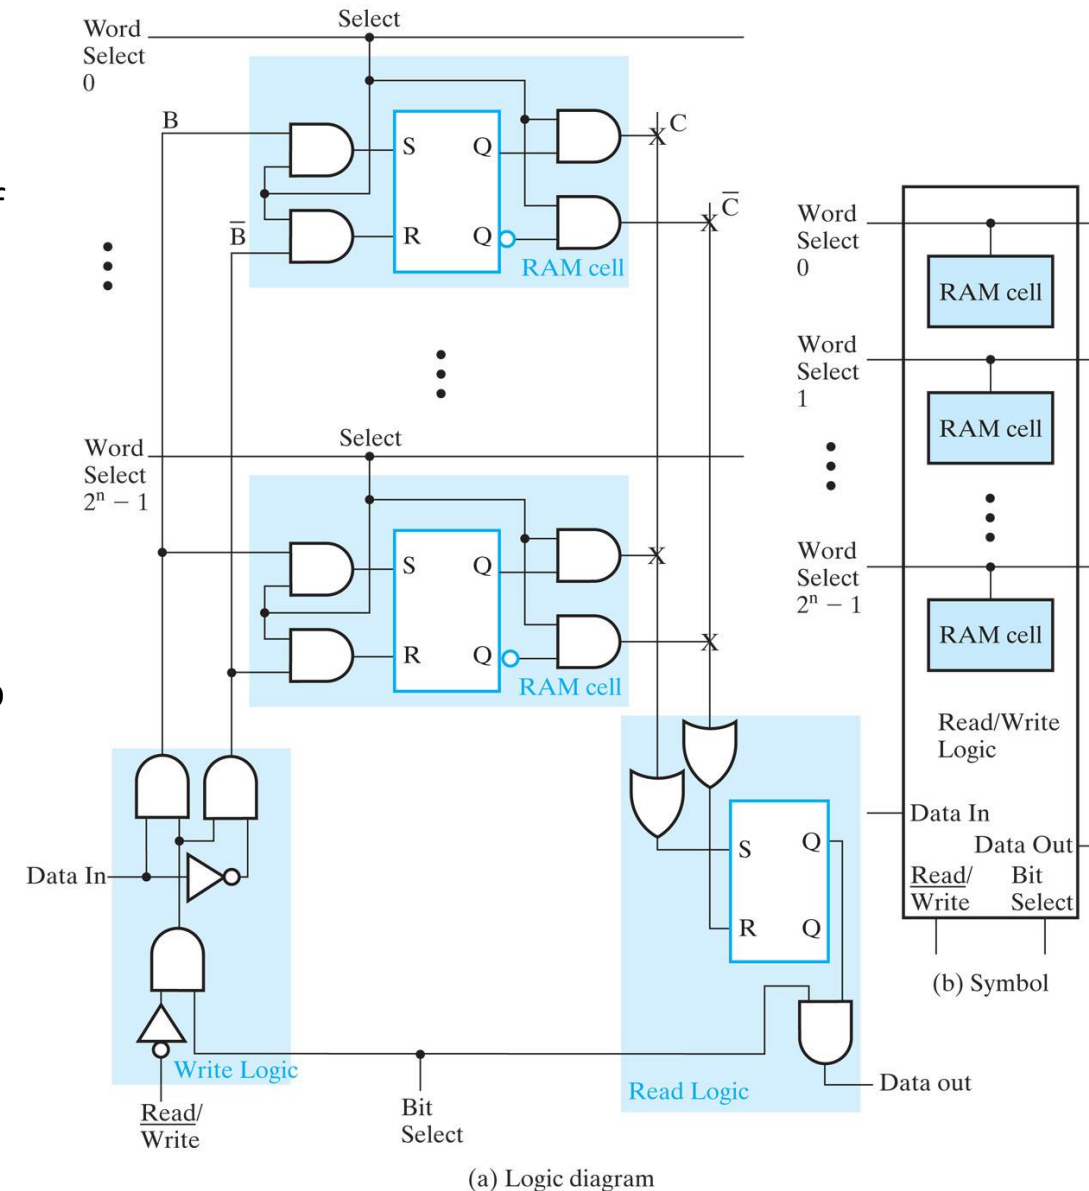 Select
Word
Select
0
B
C
S
Q
B̅
C̅
R
Q
RAM cell
Word
Select
2ⁿ − 1
Select
S
Q
R
Q
RAM cell
Data In
Read/
Write
Write Logic
Bit
Select
S
Q
R
Q
Read Logic
Data out
(a) Logic diagram
Word
Select
0
RAM cell
Word
Select
1
RAM cell
Word
Select
2ⁿ − 1
RAM cell
Read/Write
Logic
Data In
Data Out
Read/
Write
Bit
Select
(b) Symbol